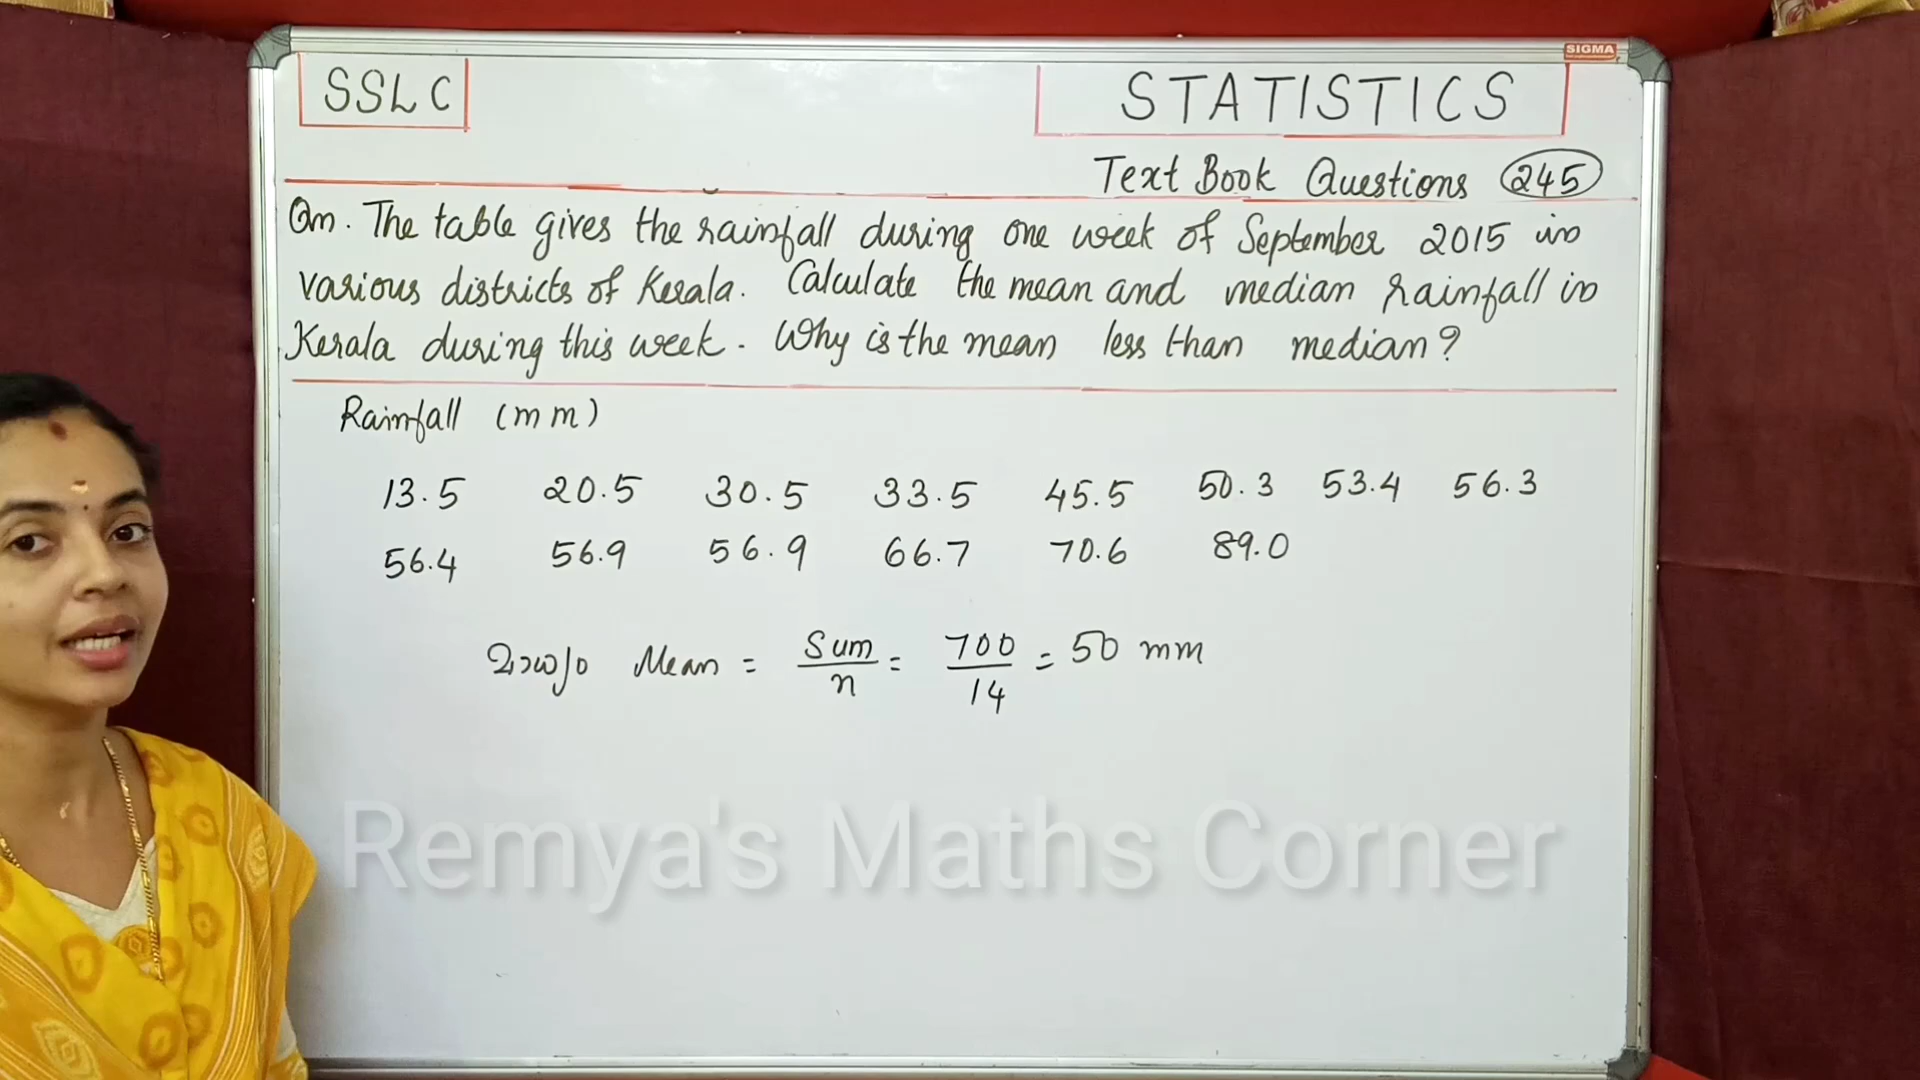 SIGMA
SSLC
STATISTICS
Text Book Questions 245
Qn. The table gives the rainfall during one week of September 2015 in
various districts of Kerala. Calculate the mean and median rainfall in
Kerala during this week. Why is the mean less than median?
Rainfall (mm)
13.5 20.5 30.5 33.5 45.5 50.3 53.4 56.3
56.4 56.9 56.9 66.7 70.6 89.0
മാധ്യം Mean = Sum/n = 700/14 = 50 mm
Remya's Maths Corner